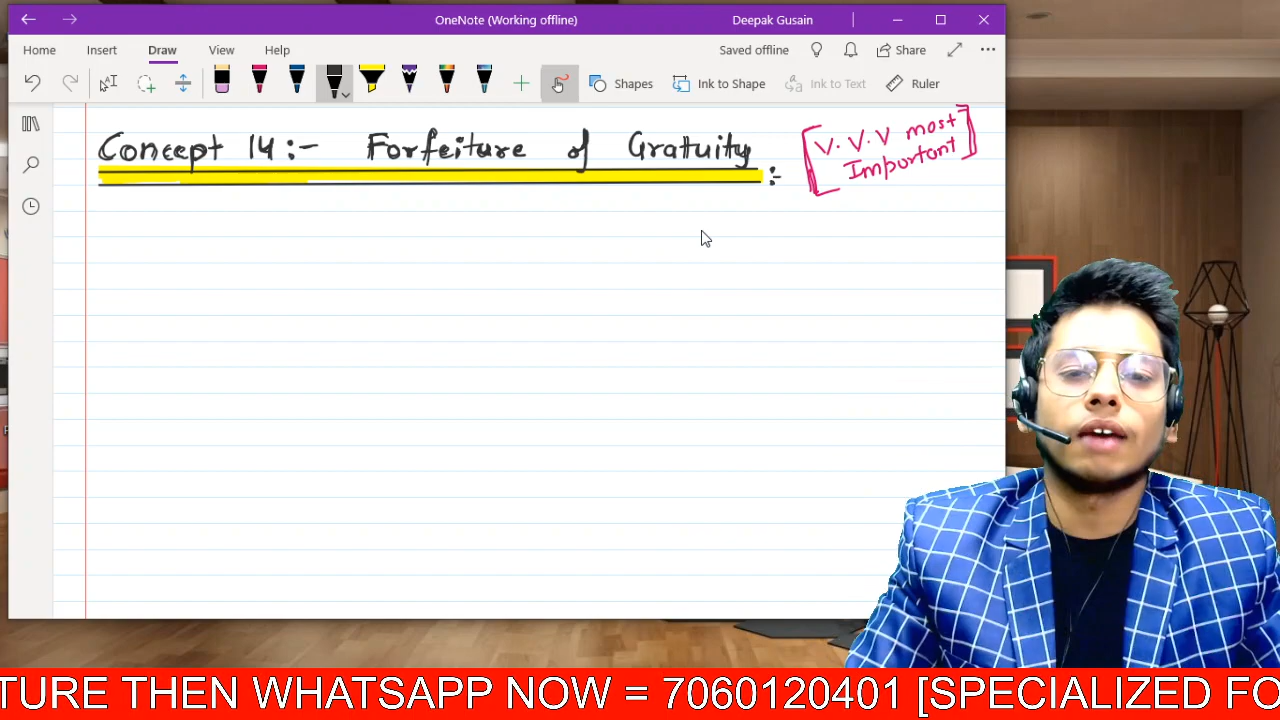 OneNote (Working offline)
Deepak Gusain
Home Insert Draw View Help
Saved offline
Share
Shapes
Ink to Shape
Ink to Text
Ruler
Concept 14:- Forfeiture of Gratuity :-
[V. V. V most
Important]
TURE THEN WHATSAPP NOW = 7060120401 [SPECIALIZED FO